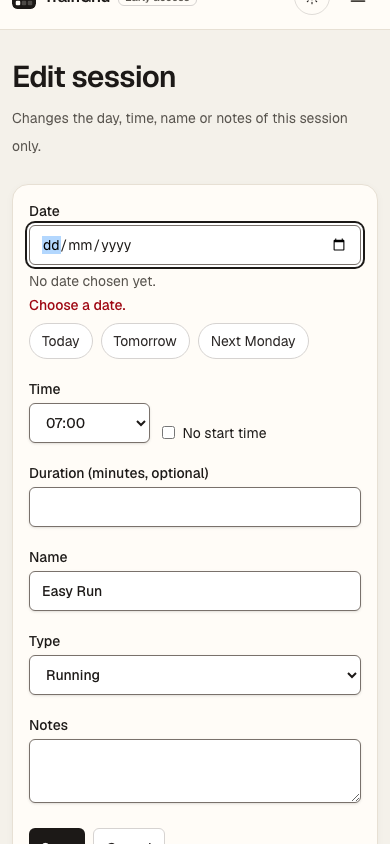 Edit session
Changes the day, time, name or notes of this session
only.
Date
dd/mm/yyyy
No date chosen yet.
Choose a date.
Today Tomorrow Next Monday
Time
07:00 No start time
Duration (minutes, optional)
Name
Easy Run
Type
Running
Notes